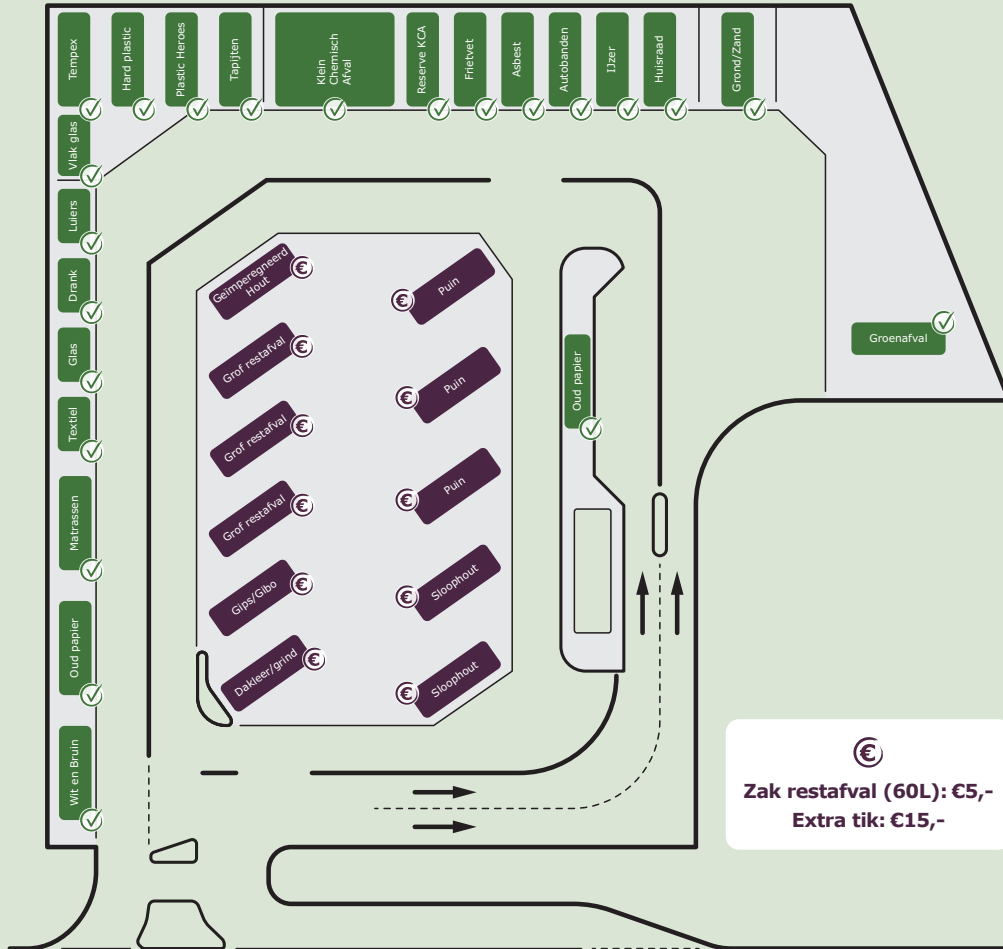 Tempex
Hard plastic
Plastic Heroes
Tapijten
Klein
Chemisch
Afval
Reserve KCA
Frietvet
Asbest
Autobanden
IJzer
Huisraad
Grond/Zand
Vlak glas
Luiers
Drank
Glas
Textiel
Matrassen
Oud papier
Wit en Bruin
Geïmperegneerd
Hout
€
Grof restafval
€
Grof restafval
€
Grof restafval
€
Gips/Gibo
€
Dakleer/grind
€
Puin
€
Puin
€
Puin
€
Sloophout
€
Sloophout
€
Oud papier
Groenafval
€
Zak restafval (60L): €5,-
Extra tik: €15,-